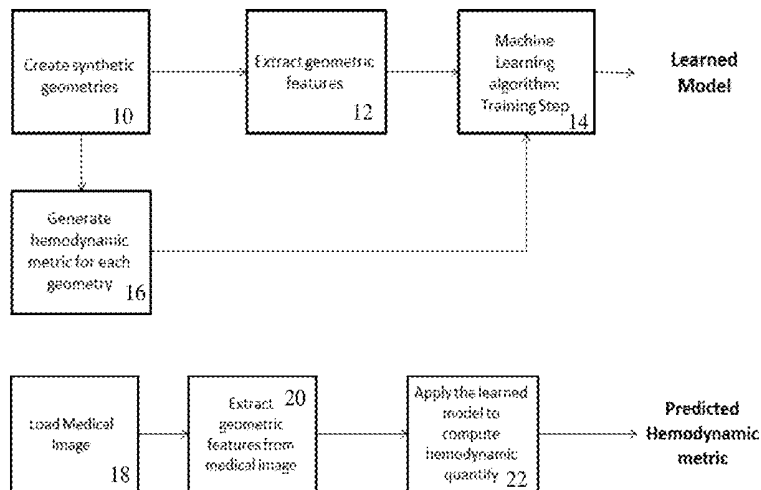 Create synthetic
geometries
10
Extract geometric
features
12
Machine
Learning
algorithm:
Training Step
14
Learned
Model
Generate
hemodynamic
metric for each
geometry
16
Load Medical
Image
18
20
Extract
geometric
features from
medical image
Apply the learned
model to
compute
hemodynamic
quantify
22
Predicted
Hemodynamic
metric